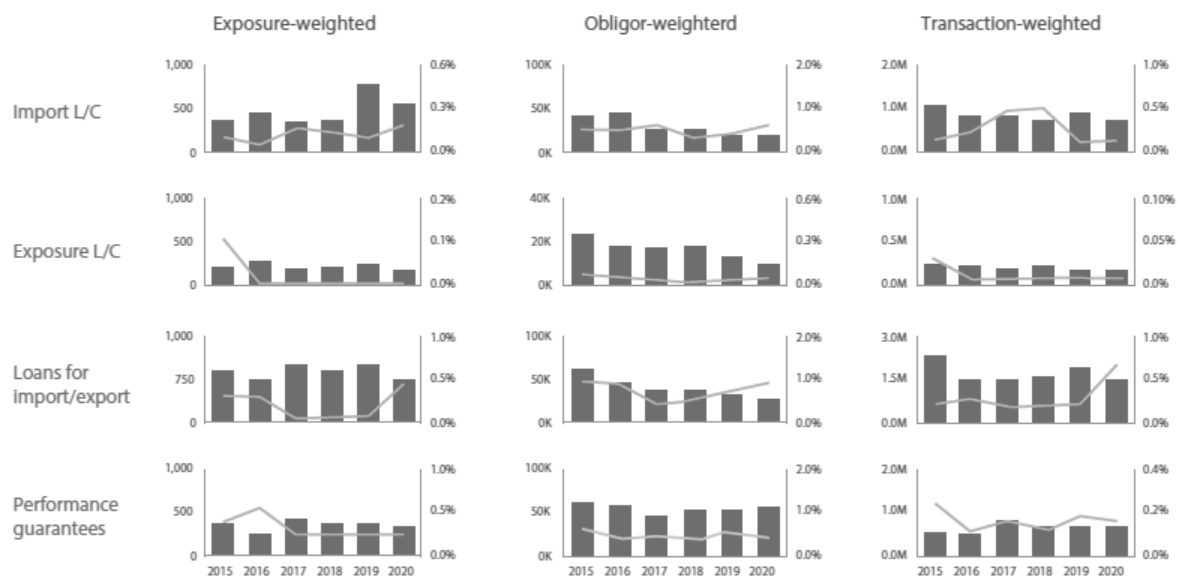 Exposure-weighted Obligor-weighterd Transaction-weighted
1,000 0.6% 100K 2.0% 2.0M 1.0%
Import L/C
500 0.3% 50K 1.0% 1.0M 0.5%
0 0.0% 0K 0.0% 0.0M 0.0%
1,000 0.2% 40K 0.6% 1.0M 0.10%
Exposure L/C
500 0.1% 20K 0.3% 0.5M 0.05%
0 0.0% 0K 0.0% 0.0M 0.0%
1,000 1.0% 100K 2.0% 3.0M 1.0%
Loans for
750 0.5% 50K 1.0% 1.5M 0.5%
import/export
0 0.0% 0K 0.0% 0.0M 0.0%
1,000 1.0% 100K 2.0% 2.0M 0.4%
Performance
500 0.5% 50K 1.0% 1.0M 0.2%
guarantees
0 0.0% 0K 0.0% 0.0M 0.0%
2015 2016 2017 2018 2019 2020 2015 2016 2017 2018 2019 2020 2015 2016 2017 2018 2019 2020